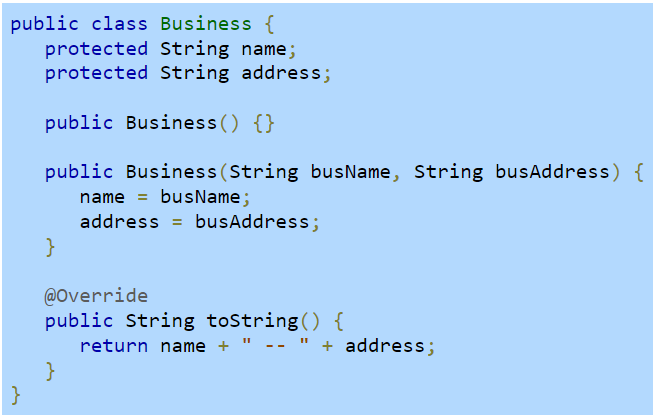 public class Business {
   protected String name;
   protected String address;

   public Business() {}

   public Business(String busName, String busAddress) {
      name = busName;
      address = busAddress;
   }

   @Override
   public String toString() {
      return name + " -- " + address;
   }
}